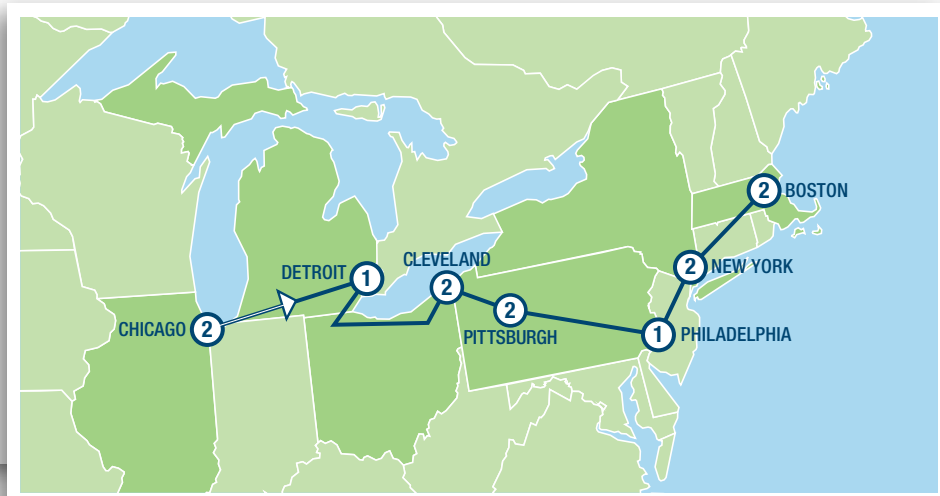 2 BOSTON
CLEVELAND
2 NEW YORK
DETROIT 1
2
2
CHICAGO 2
PITTSBURGH
1 PHILADELPHIA